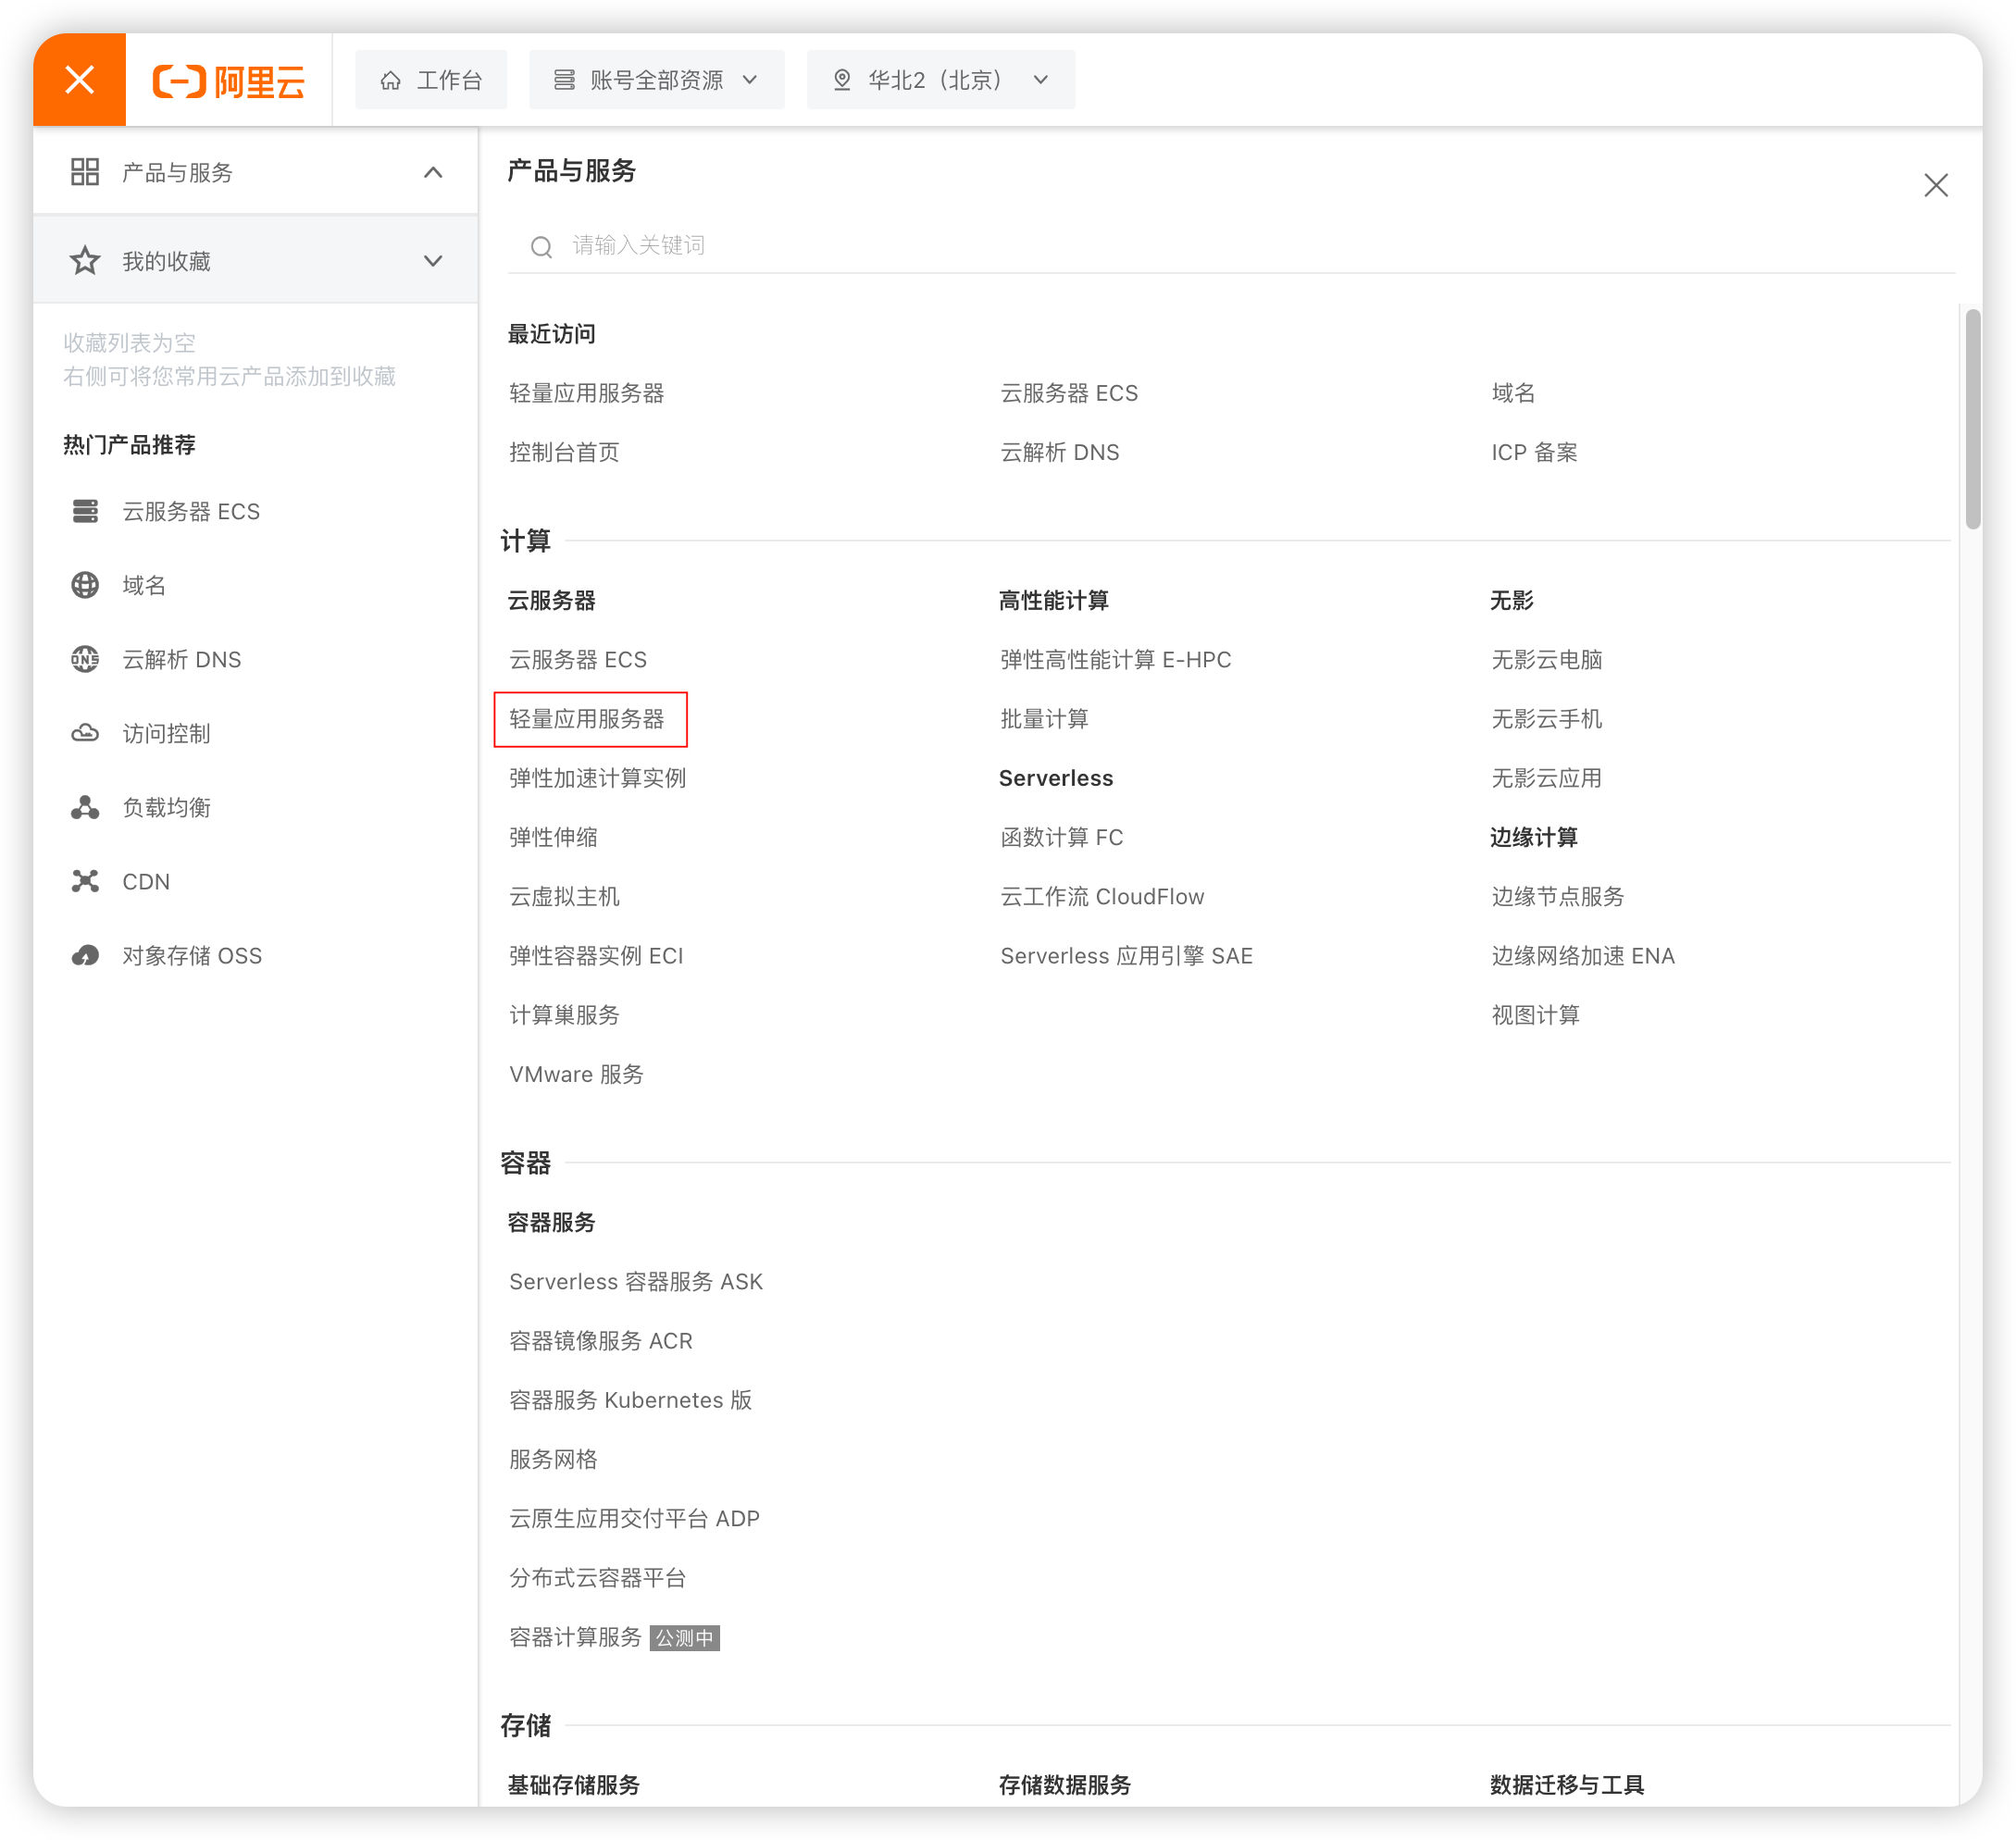 阿里云
工作台
账号全部资源
华北2（北京）
产品与服务
我的收藏
收藏列表为空
右侧可将您常用云产品添加到收藏
热门产品推荐
云服务器 ECS
域名
云解析 DNS
访问控制
负载均衡
CDN
对象存储 OSS
产品与服务
请输入关键词
最近访问
轻量应用服务器
云服务器 ECS
域名
控制台首页
云解析 DNS
ICP 备案
计算
云服务器
云服务器 ECS
轻量应用服务器
弹性加速计算实例
弹性伸缩
云虚拟主机
弹性容器实例 ECI
计算巢服务
VMware 服务
高性能计算
弹性高性能计算 E-HPC
批量计算
Serverless
函数计算 FC
云工作流 CloudFlow
Serverless 应用引擎 SAE
无影
无影云电脑
无影云手机
无影云应用
边缘计算
边缘节点服务
边缘网络加速 ENA
视图计算
容器
容器服务
Serverless 容器服务 ASK
容器镜像服务 ACR
容器服务 Kubernetes 版
服务网格
云原生应用交付平台 ADP
分布式云容器平台
容器计算服务 公测中
存储
基础存储服务
存储数据服务
数据迁移与工具